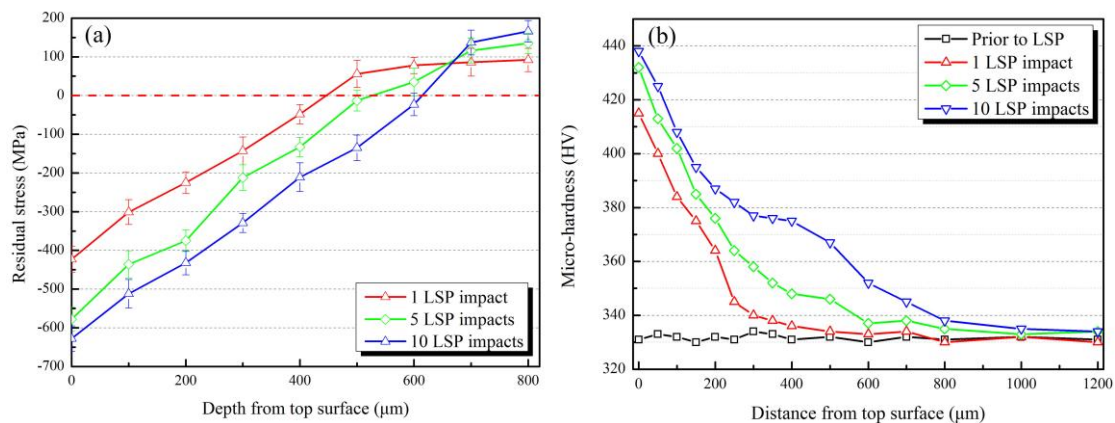 (a)
Residual stress (MPa)
200
100
0
-100
-200
-300
-400
-500
-600
-700
0
200
400
600
800
Depth from top surface (μm)
1 LSP impact
5 LSP impacts
10 LSP impacts
(b)
Micro-hardness (HV)
440
420
400
380
360
340
320
0
200
400
600
800
1000
1200
Distance from top surface (μm)
Prior to LSP
1 LSP impact
5 LSP impacts
10 LSP impacts